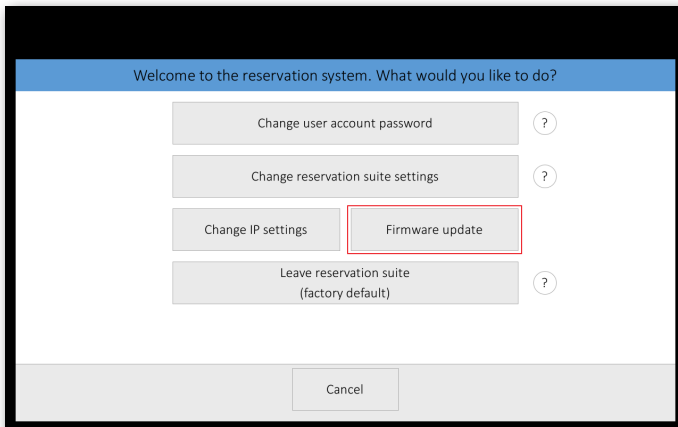 Welcome to the reservation system. What would you like to do?
Change user account password
?
Change reservation suite settings
?
Change IP settings
Firmware update
Leave reservation suite
(factory default)
?
Cancel